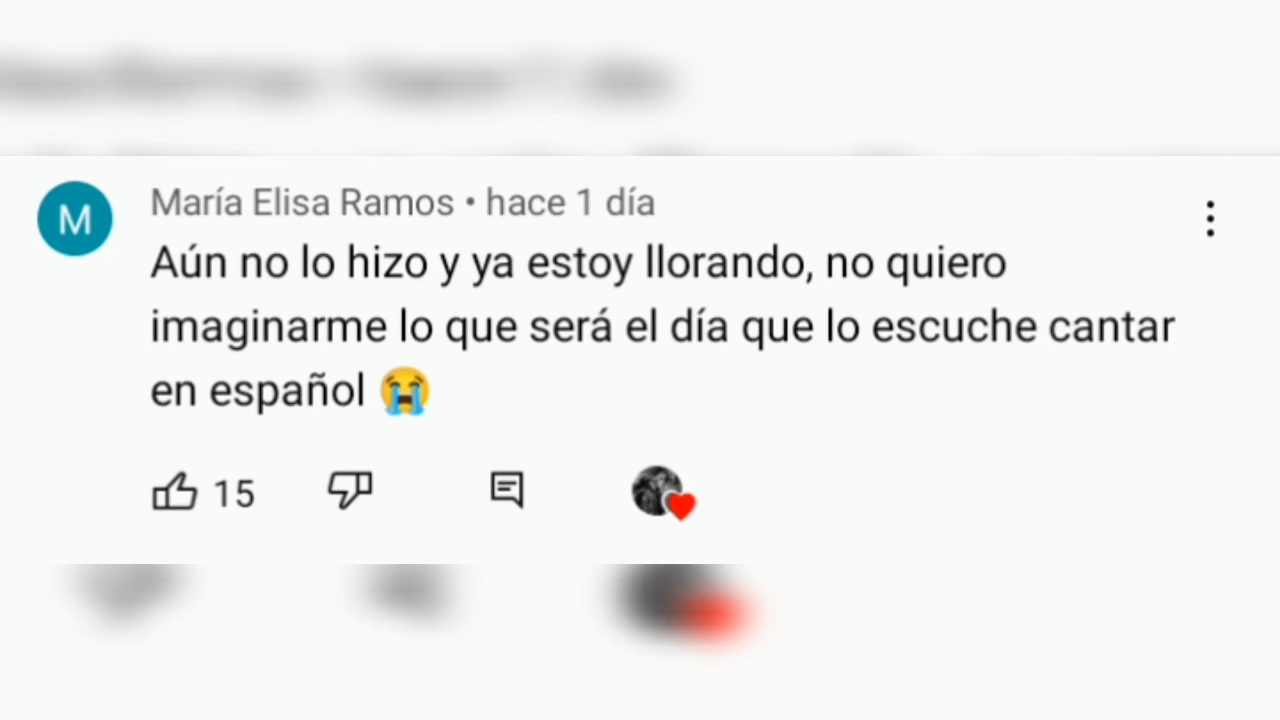 M
María Elisa Ramos • hace 1 día
Aún no lo hizo y ya estoy llorando, no quiero
imaginarme lo que será el día que lo escuche cantar
en español 😭
15